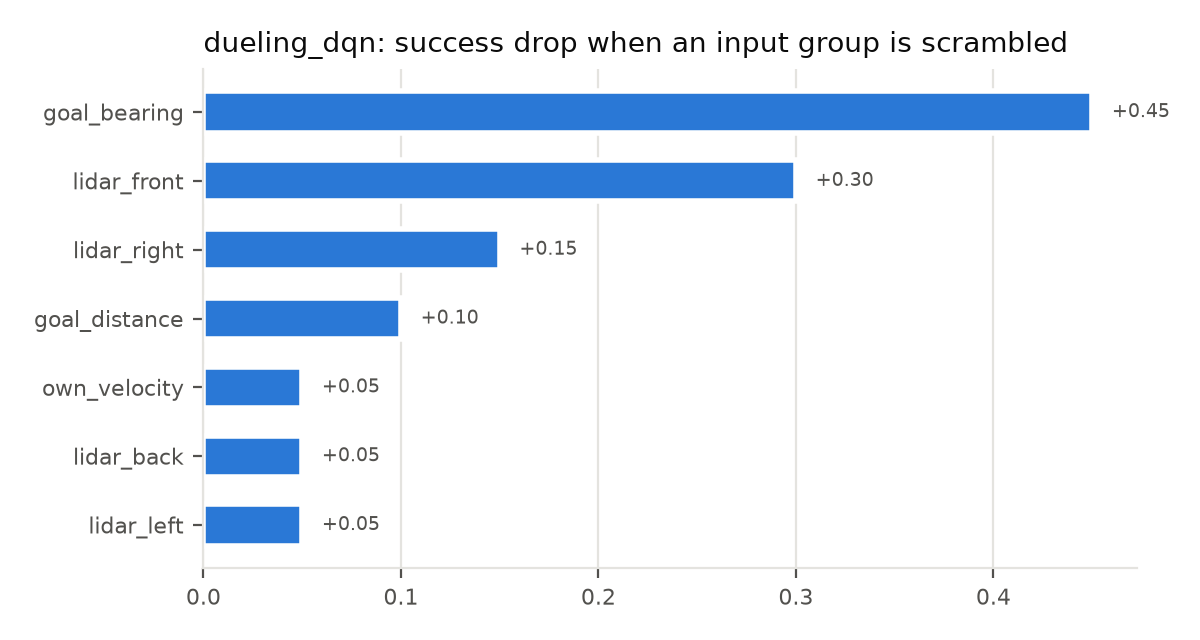 dueling_dqn: success drop when an input group is scrambled
goal_bearing +0.45
lidar_front +0.30
lidar_right +0.15
goal_distance +0.10
own_velocity +0.05
lidar_back +0.05
lidar_left +0.05
0.0 0.1 0.2 0.3 0.4